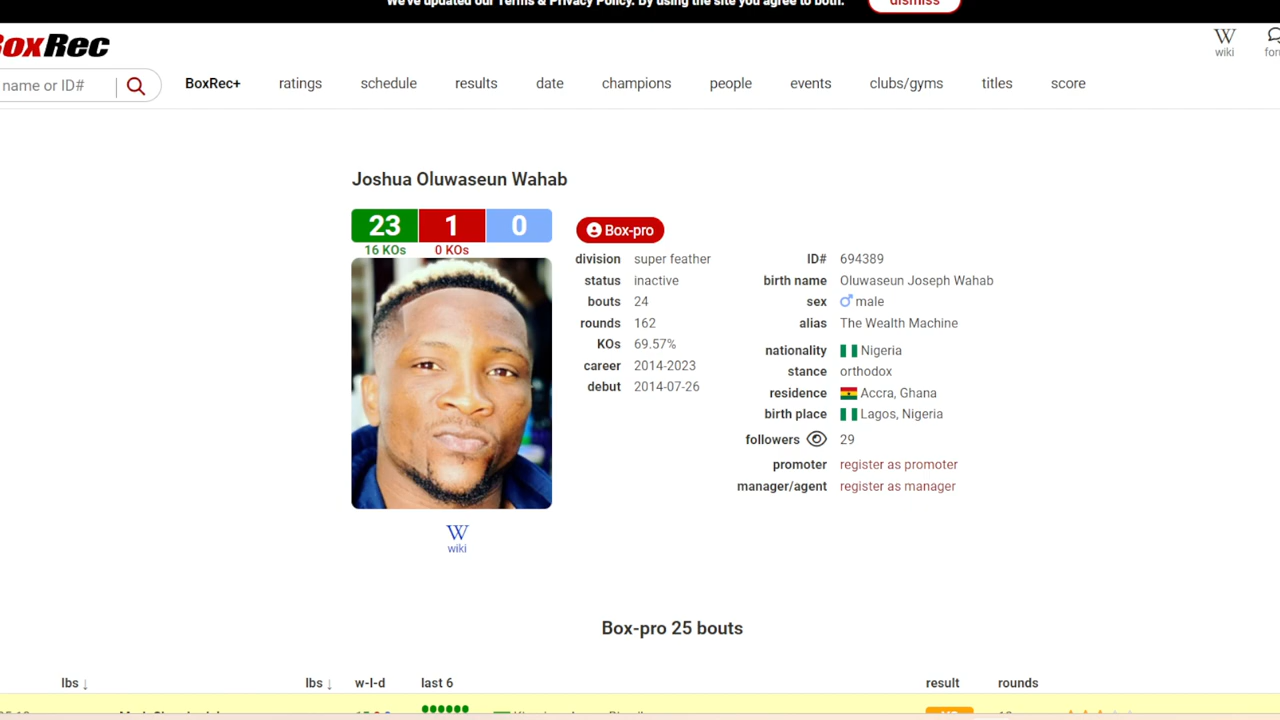 We've updated our Terms & Privacy Policy. By using the site you agree to both. dismiss
BoxRec
wiki
name or ID#
BoxRec+ ratings schedule results date champions people events clubs/gyms titles score
Joshua Oluwaseun Wahab
23 1 0
16 KOs 0 KOs
Box-pro
division super feather ID# 694389
status inactive birth name Oluwaseun Joseph Wahab
bouts 24 sex male
rounds 162 alias The Wealth Machine
KOs 69.57%
nationality Nigeria
career 2014-2023 stance orthodox
debut 2014-07-26 residence Accra, Ghana
birth place Lagos, Nigeria
followers 29
promoter register as promoter
manager/agent register as manager
W
wiki
Box-pro 25 bouts
lbs ↓ lbs ↓ w-l-d last 6 result rounds